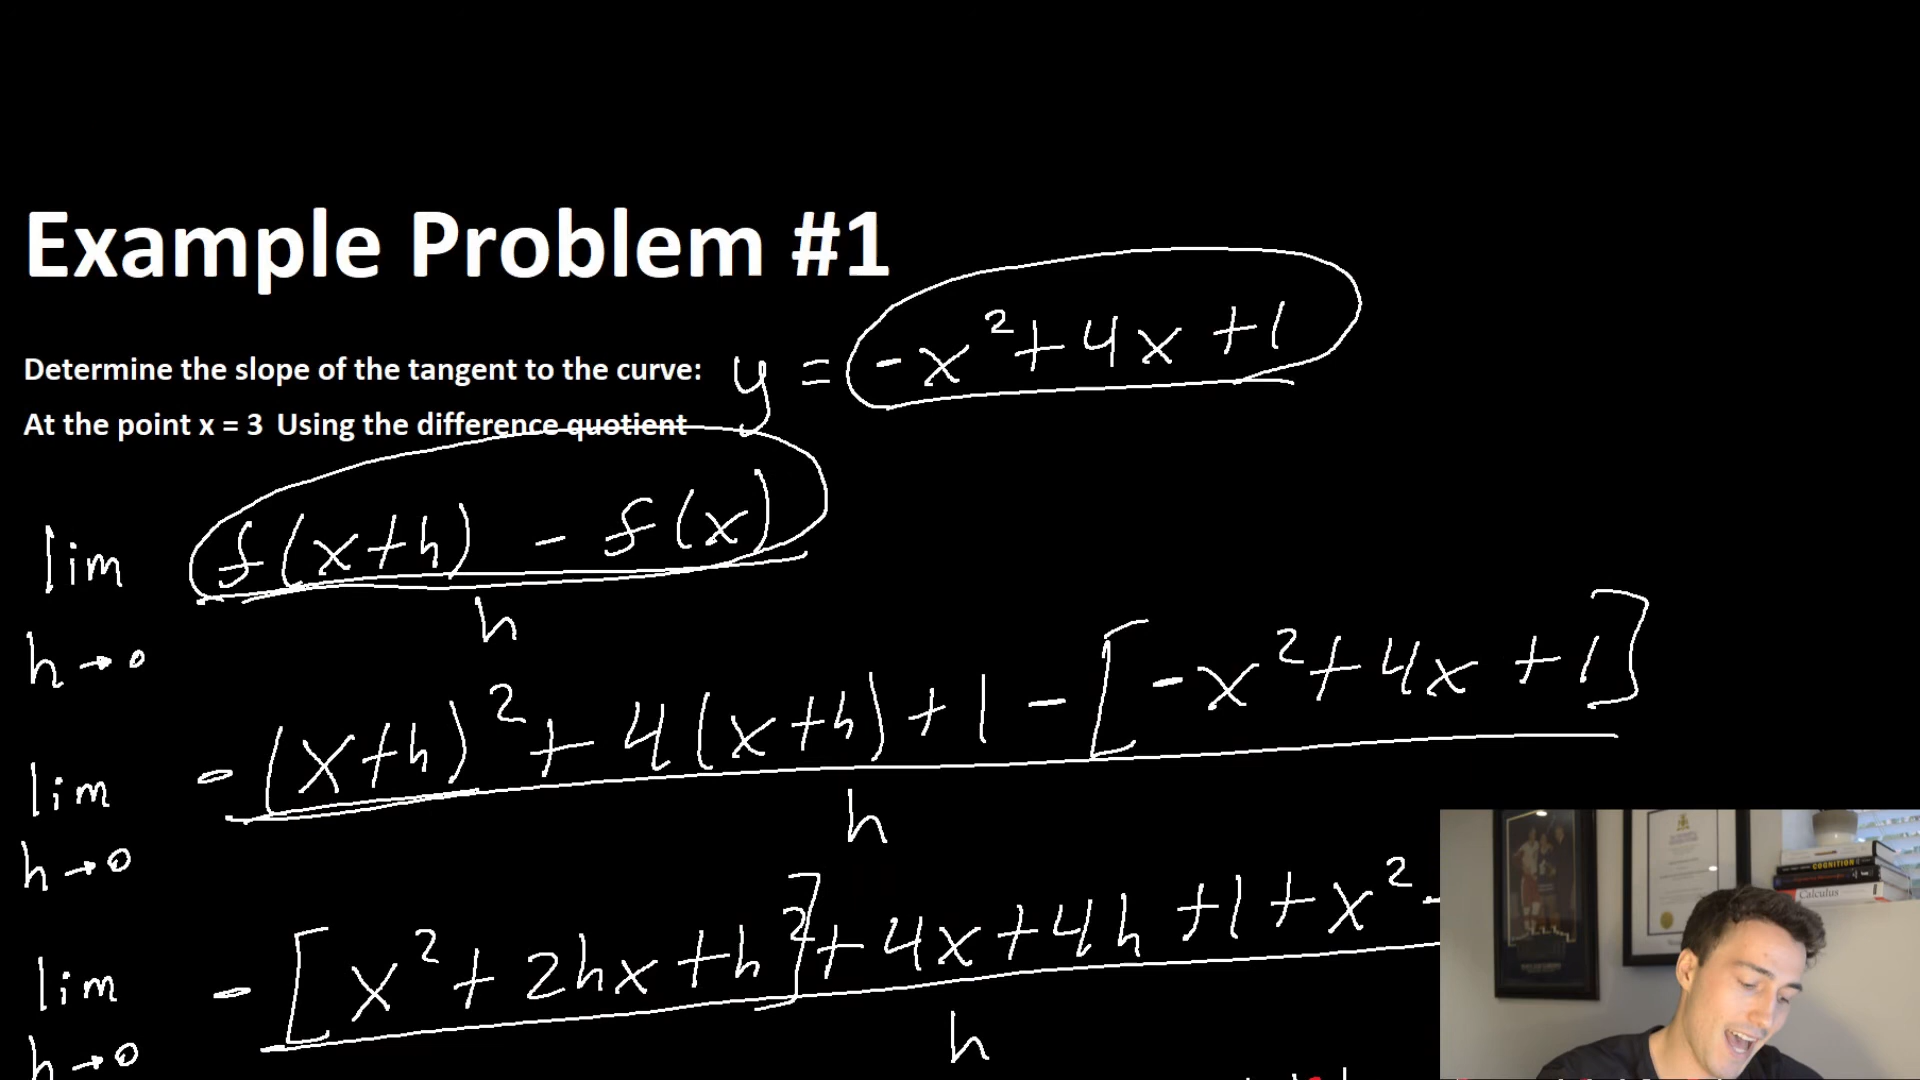 Example Problem #1
Determine the slope of the tangent to the curve: y = -x²+4x+1
At the point x = 3 Using the difference quotient
lim f(x+h) - f(x)
h→0 h
lim -(x+h)²+4(x+h)+1-[-x²+4x+1]
h→0 h
lim -[x²+2hx+h²]+4x+4h+1+x²-
h→0 h
COGNITION
Calculus